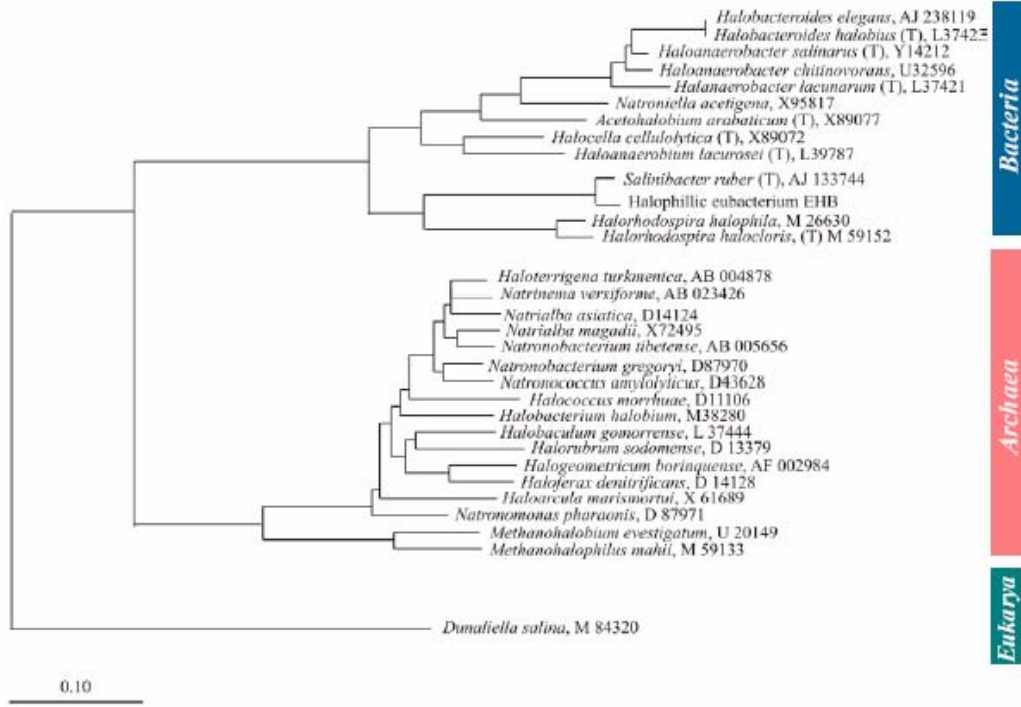 Halobacteroides elegans, AJ 238119
Halobacteroides halobius (T), L3742
Haloanaerobacter salinarus (T), Y14212
Haloanaerobacter chitinovorans, U32596
Halanaerobacter lacunarum (T), L37421
Natroniella acetigena, X95817
Acetohalobium arabaticum (T), X89077
Halocella cellulolytica (T), X89072
Haloanaerobium lacurosei (T), L39787
Salinibacter ruber (T), AJ 133744
Halophillic eubacterium EHB
Halorhodospira halophila, M 26630
Halorhodospira halocloris, (T) M 59152
Bacteria
Haloterrigena turkmenica, AB 004878
Natrinema versiforme, AB 023426
Natrialba asiatica, D14124
Natrialba magadii, X72495
Natronobacterium tibetense, AB 005656
Natronobacterium gregoryi, D87970
Natronococcus amylolyticus, D43628
Halococcus morrhuae, D11106
Halobacterium halobium, M38280
Halobaculum gomorrense, L 37444
Halorubrum sodomense, D 13379
Halogeometricum borinquense, AF 002984
Haloferax denitrificans, D 14128
Haloarcula marismortui, X 61689
Natronomonas pharaonis, D 87971
Methanohalobium evestigatum, U 20149
Methanohalophilus mahii, M 59133
Archaea
Dunaliella salina, M 84320
Eukarya
0.10